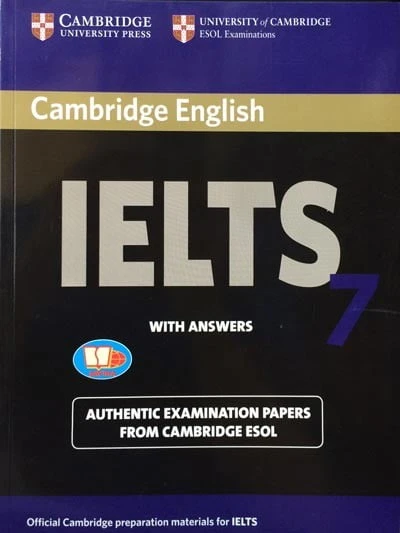 CAMBRIDGE
UNIVERSITY PRESS
UNIVERSITY of CAMBRIDGE
ESOL Examinations
Cambridge English
IELTS
7
WITH ANSWERS
AUTHENTIC EXAMINATION PAPERS
FROM CAMBRIDGE ESOL
Official Cambridge preparation materials for IELTS